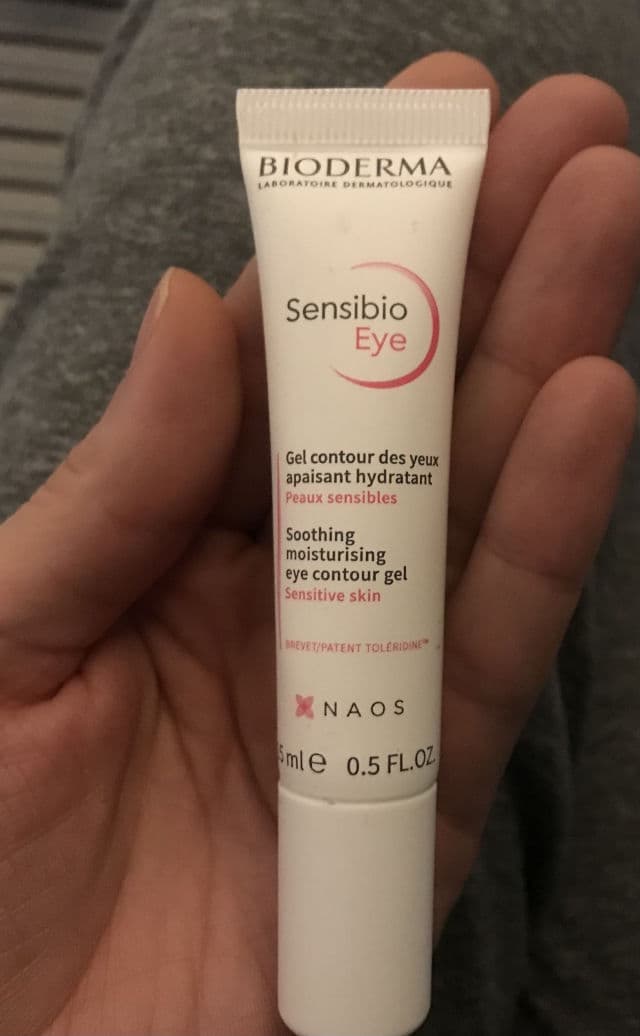 BIODERMA
LABORATOIRE DERMATOLOGIQUE
Sensibio
Eye
Gel contour des yeux
apaisant hydratant
Peaux sensibles
Soothing
moisturising
eye contour gel
Sensitive skin
BREVET/PATENT TOLÉRIDINE™
NAOS
5ml e 0.5 FL.OZ.